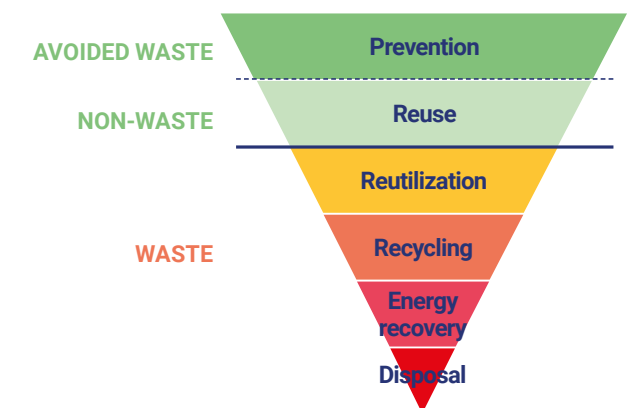 AVOIDED WASTE
Prevention
NON-WASTE
Reuse
Reutilization
WASTE
Recycling
Energy
recovery
Disposal